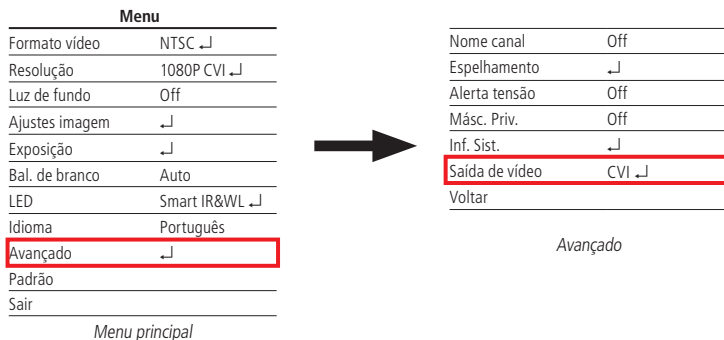 Menu
Formato vídeo NTSC ↵
Resolução 1080P CVI ↵
Luz de fundo Off
Ajustes imagem ↵
Exposição ↵
Bal. de branco Auto
LED Smart IR&WL ↵
Idioma Português
Avançado ↵
Padrão
Sair
Menu principal
Nome canal Off
Espelhamento ↵
Alerta tensão Off
Másc. Priv. Off
Inf. Sist. ↵
Saída de vídeo CVI ↵
Voltar
Avançado